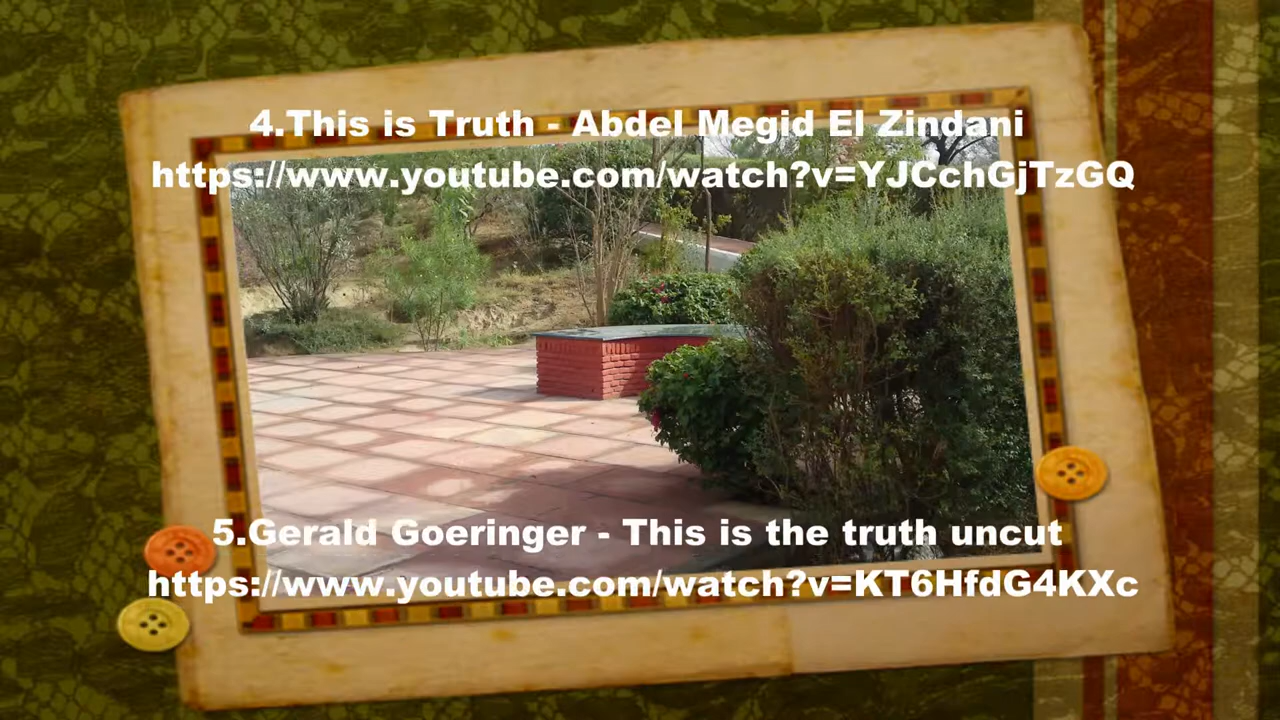 4.This is Truth - Abdel Megid El Zindani
https://www.youtube.com/watch?v=YJCchGjTzGQ
5.Gerald Goeringer - This is the truth uncut
https://www.youtube.com/watch?v=KT6HfdG4KXc